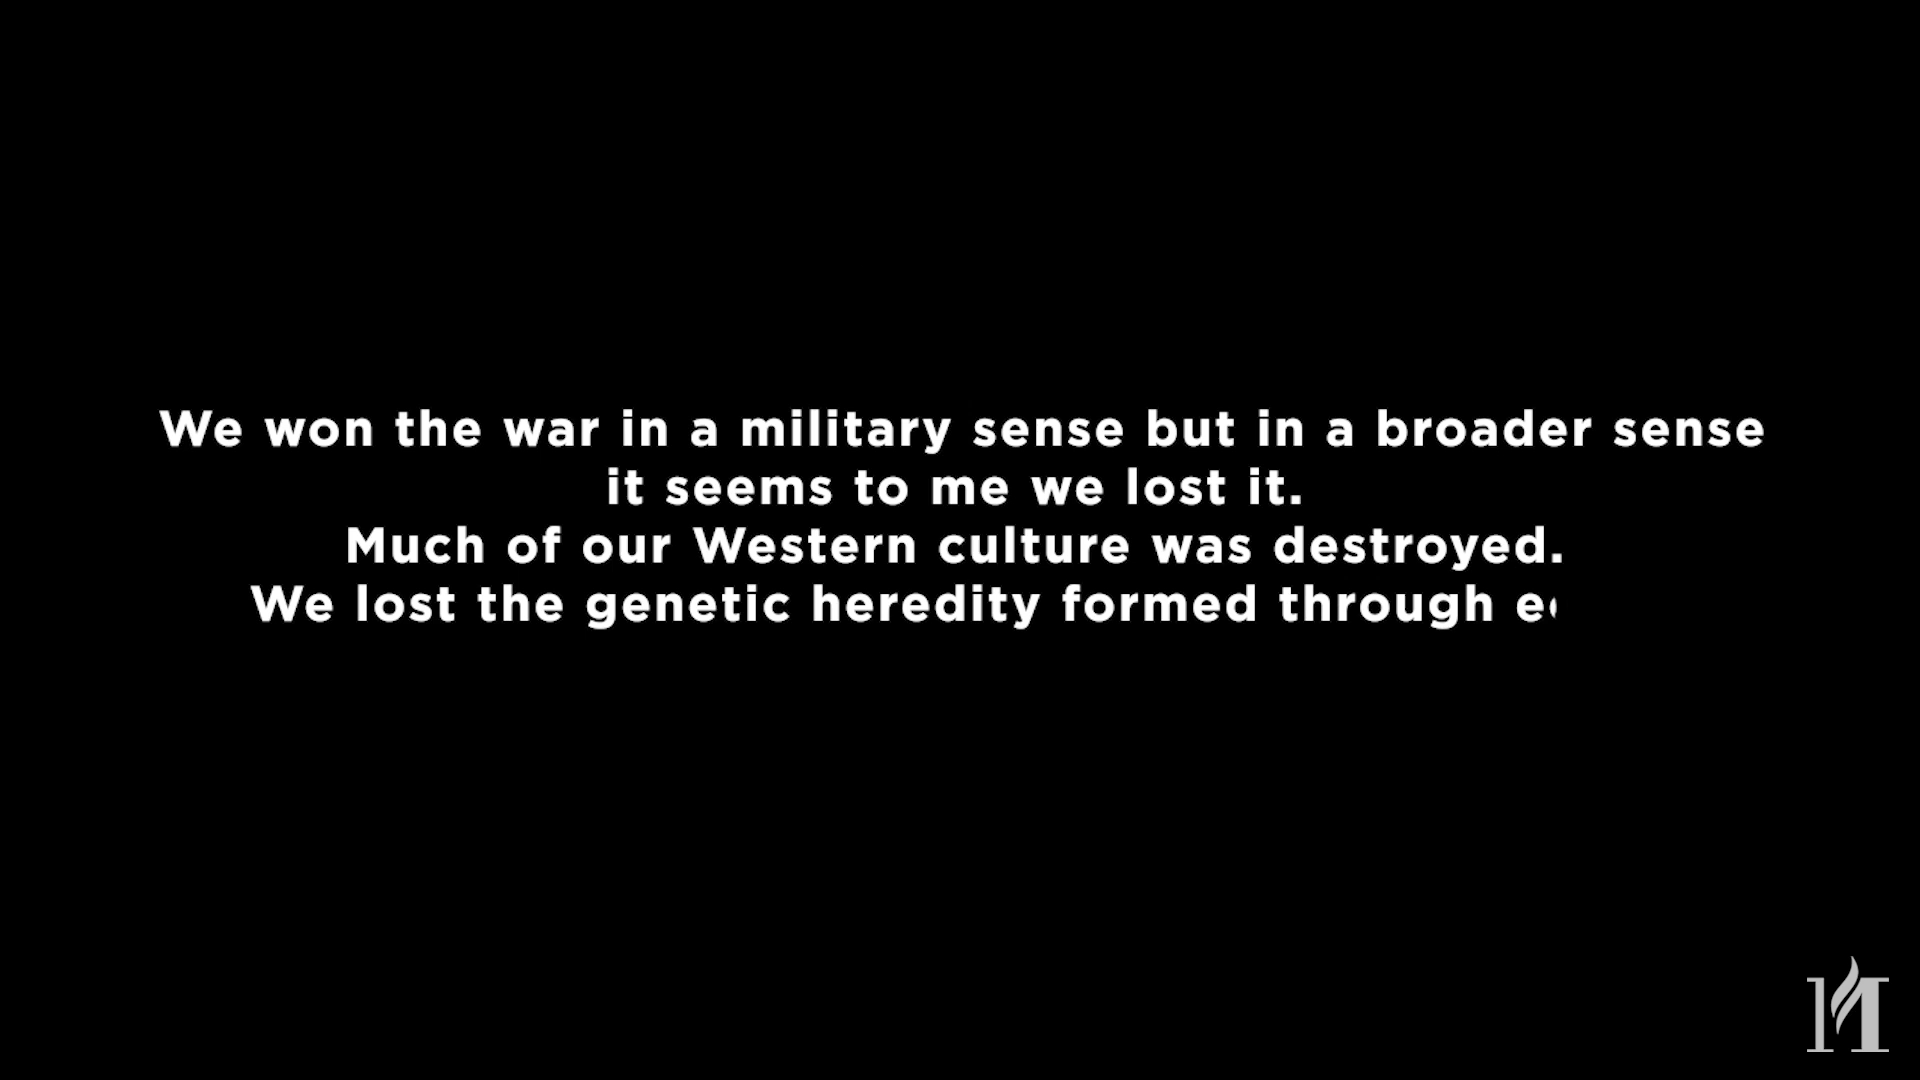 We won the war in a military sense but in a broader sense
it seems to me we lost it.
Much of our Western culture was destroyed.
We lost the genetic heredity formed through